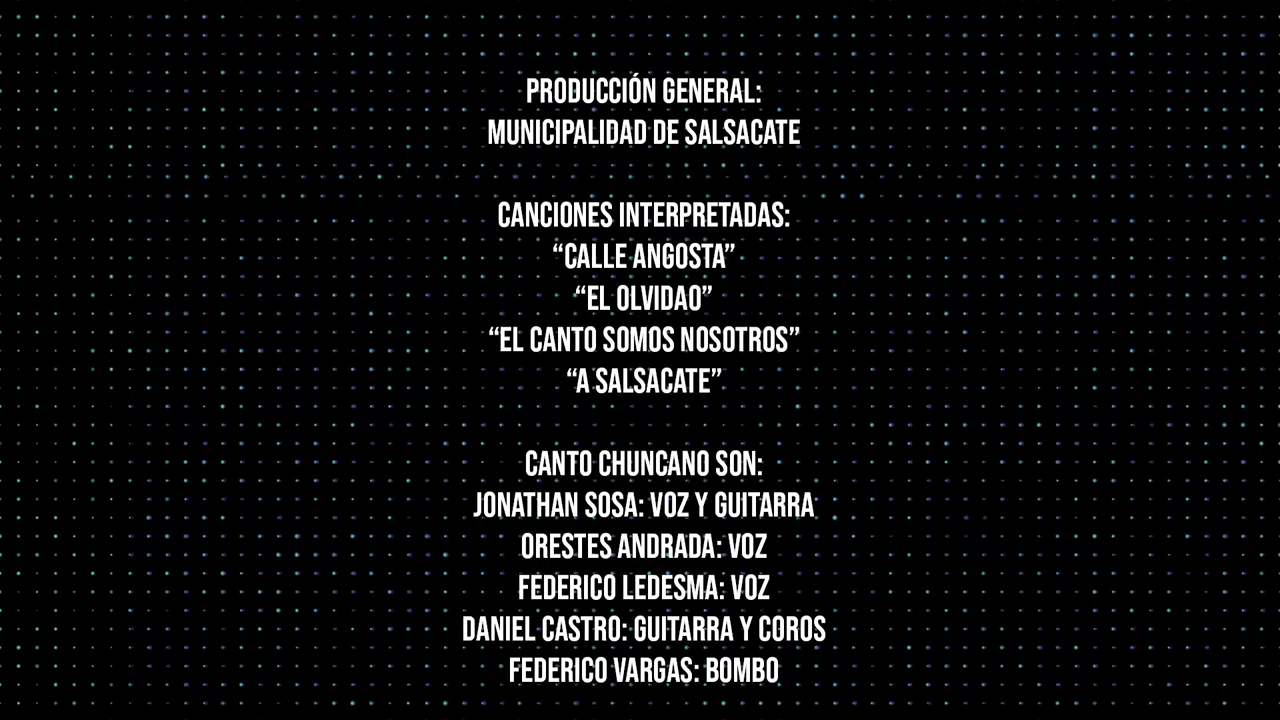 PRODUCCIÓN GENERAL:
MUNICIPALIDAD DE SALSACATE
CANCIONES INTERPRETADAS:
“CALLE ANGOSTA”
“EL OLVIDAO”
“EL CANTO SOMOS NOSOTROS”
“A SALSACATE”
CANTO CHUNCANO SON:
JONATHAN SOSA: VOZ Y GUITARRA
ORESTES ANDRADA: VOZ
FEDERICO LEDESMA: VOZ
DANIEL CASTRO: GUITARRA Y COROS
FEDERICO VARGAS: BOMBO